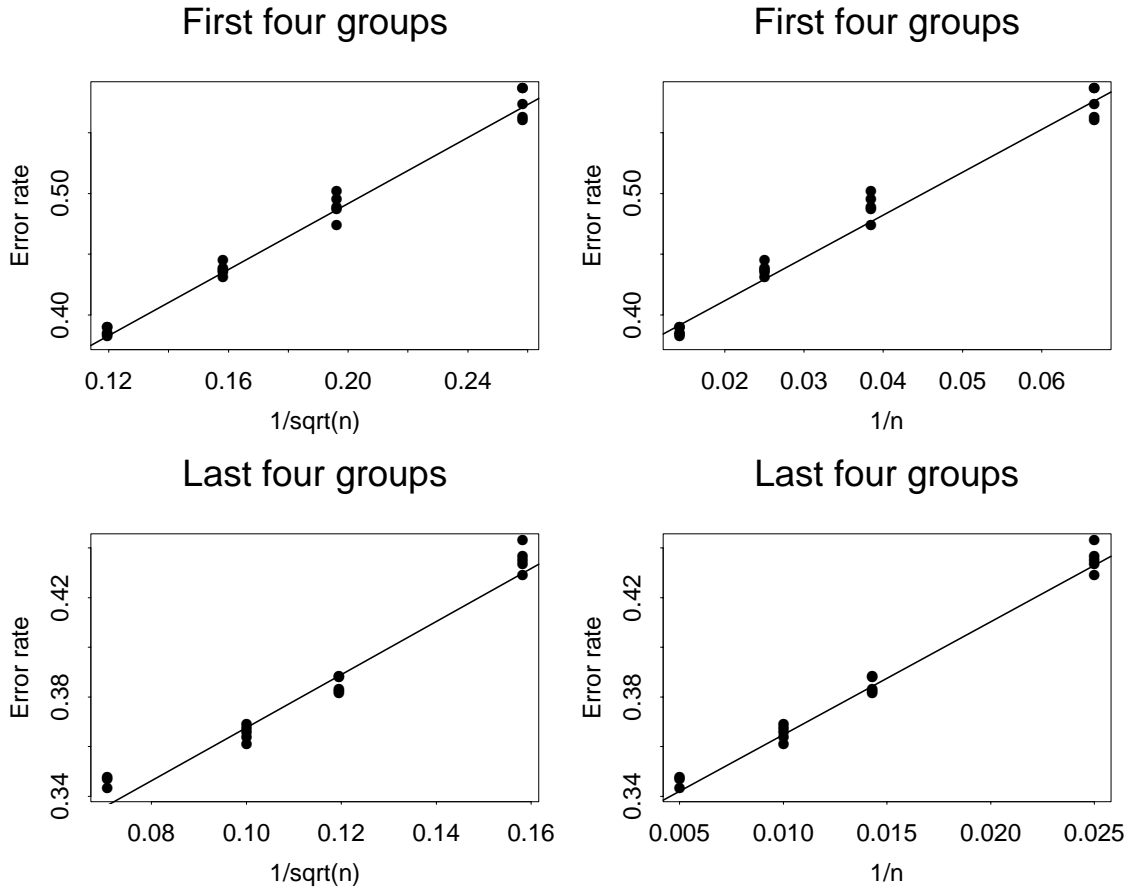 First four groups
Error rate
0.50
0.40
0.12 0.16 0.20 0.24
1/sqrt(n)
First four groups
Error rate
0.50
0.40
0.02 0.03 0.04 0.05 0.06
1/n
Last four groups
Error rate
0.42
0.38
0.34
0.08 0.10 0.12 0.14 0.16
1/sqrt(n)
Last four groups
Error rate
0.42
0.38
0.34
0.005 0.010 0.015 0.020 0.025
1/n